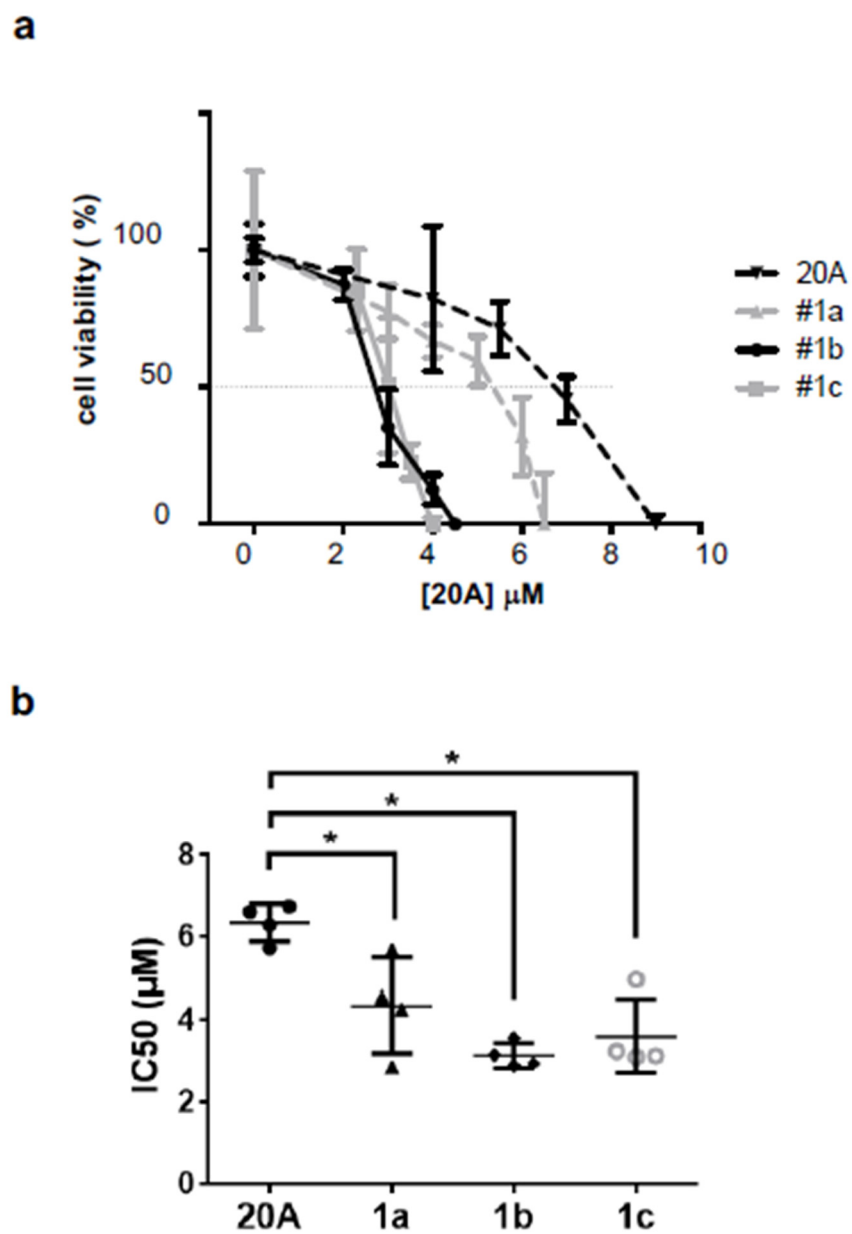 a
cell viability ( %)
100
50
0
0 2 4 6 8 10
[20A] μM
20A
#1a
#1b
#1c
b
*
*
*
IC50 (μM)
8
6
4
2
0
20A 1a 1b 1c